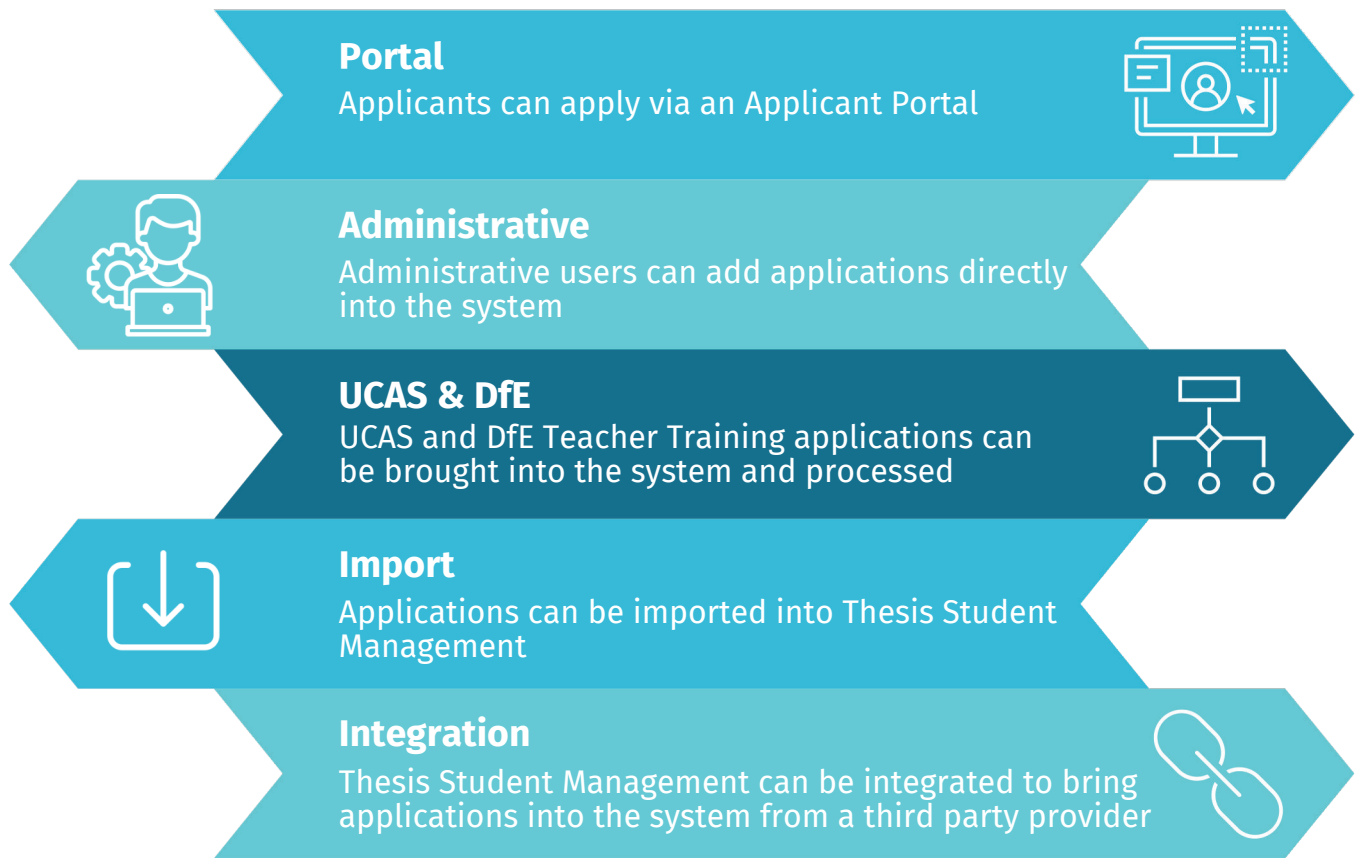 Portal
Applicants can apply via an Applicant Portal
Administrative
Administrative users can add applications directly
into the system
UCAS & DfE
UCAS and DfE Teacher Training applications can
be brought into the system and processed
Import
Applications can be imported into Thesis Student
Management
Integration
Thesis Student Management can be integrated to bring
applications into the system from a third party provider